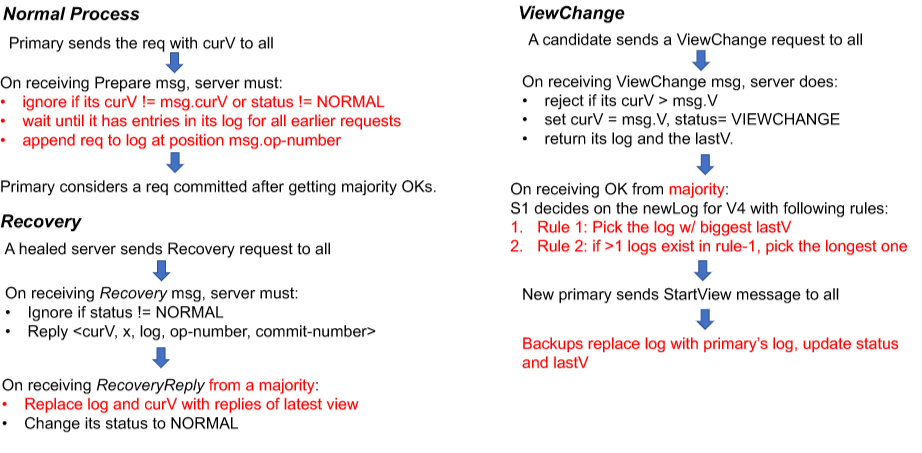 Normal Process
Primary sends the req with curV to all
On receiving Prepare msg, server must:
• ignore if its curV != msg.curV or status != NORMAL
• wait until it has entries in its log for all earlier requests
• append req to log at position msg.op-number
Primary considers a req committed after getting majority OKs.
Recovery
A healed server sends Recovery request to all
On receiving Recovery msg, server must:
• Ignore if status != NORMAL
• Reply <curV, x, log, op-number, commit-number>
On receiving RecoveryReply from a majority:
• Replace log and curV with replies of latest view
• Change its status to NORMAL
ViewChange
A candidate sends a ViewChange request to all
On receiving ViewChange msg, server does:
• reject if its curV > msg.V
• set curV = msg.V, status= VIEWCHANGE
• return its log and the lastV.
On receiving OK from majority:
S1 decides on the newLog for V4 with following rules:
1. Rule 1: Pick the log w/ biggest lastV
2. Rule 2: if >1 logs exist in rule-1, pick the longest one
New primary sends StartView message to all
Backups replace log with primary's log, update status
and lastV